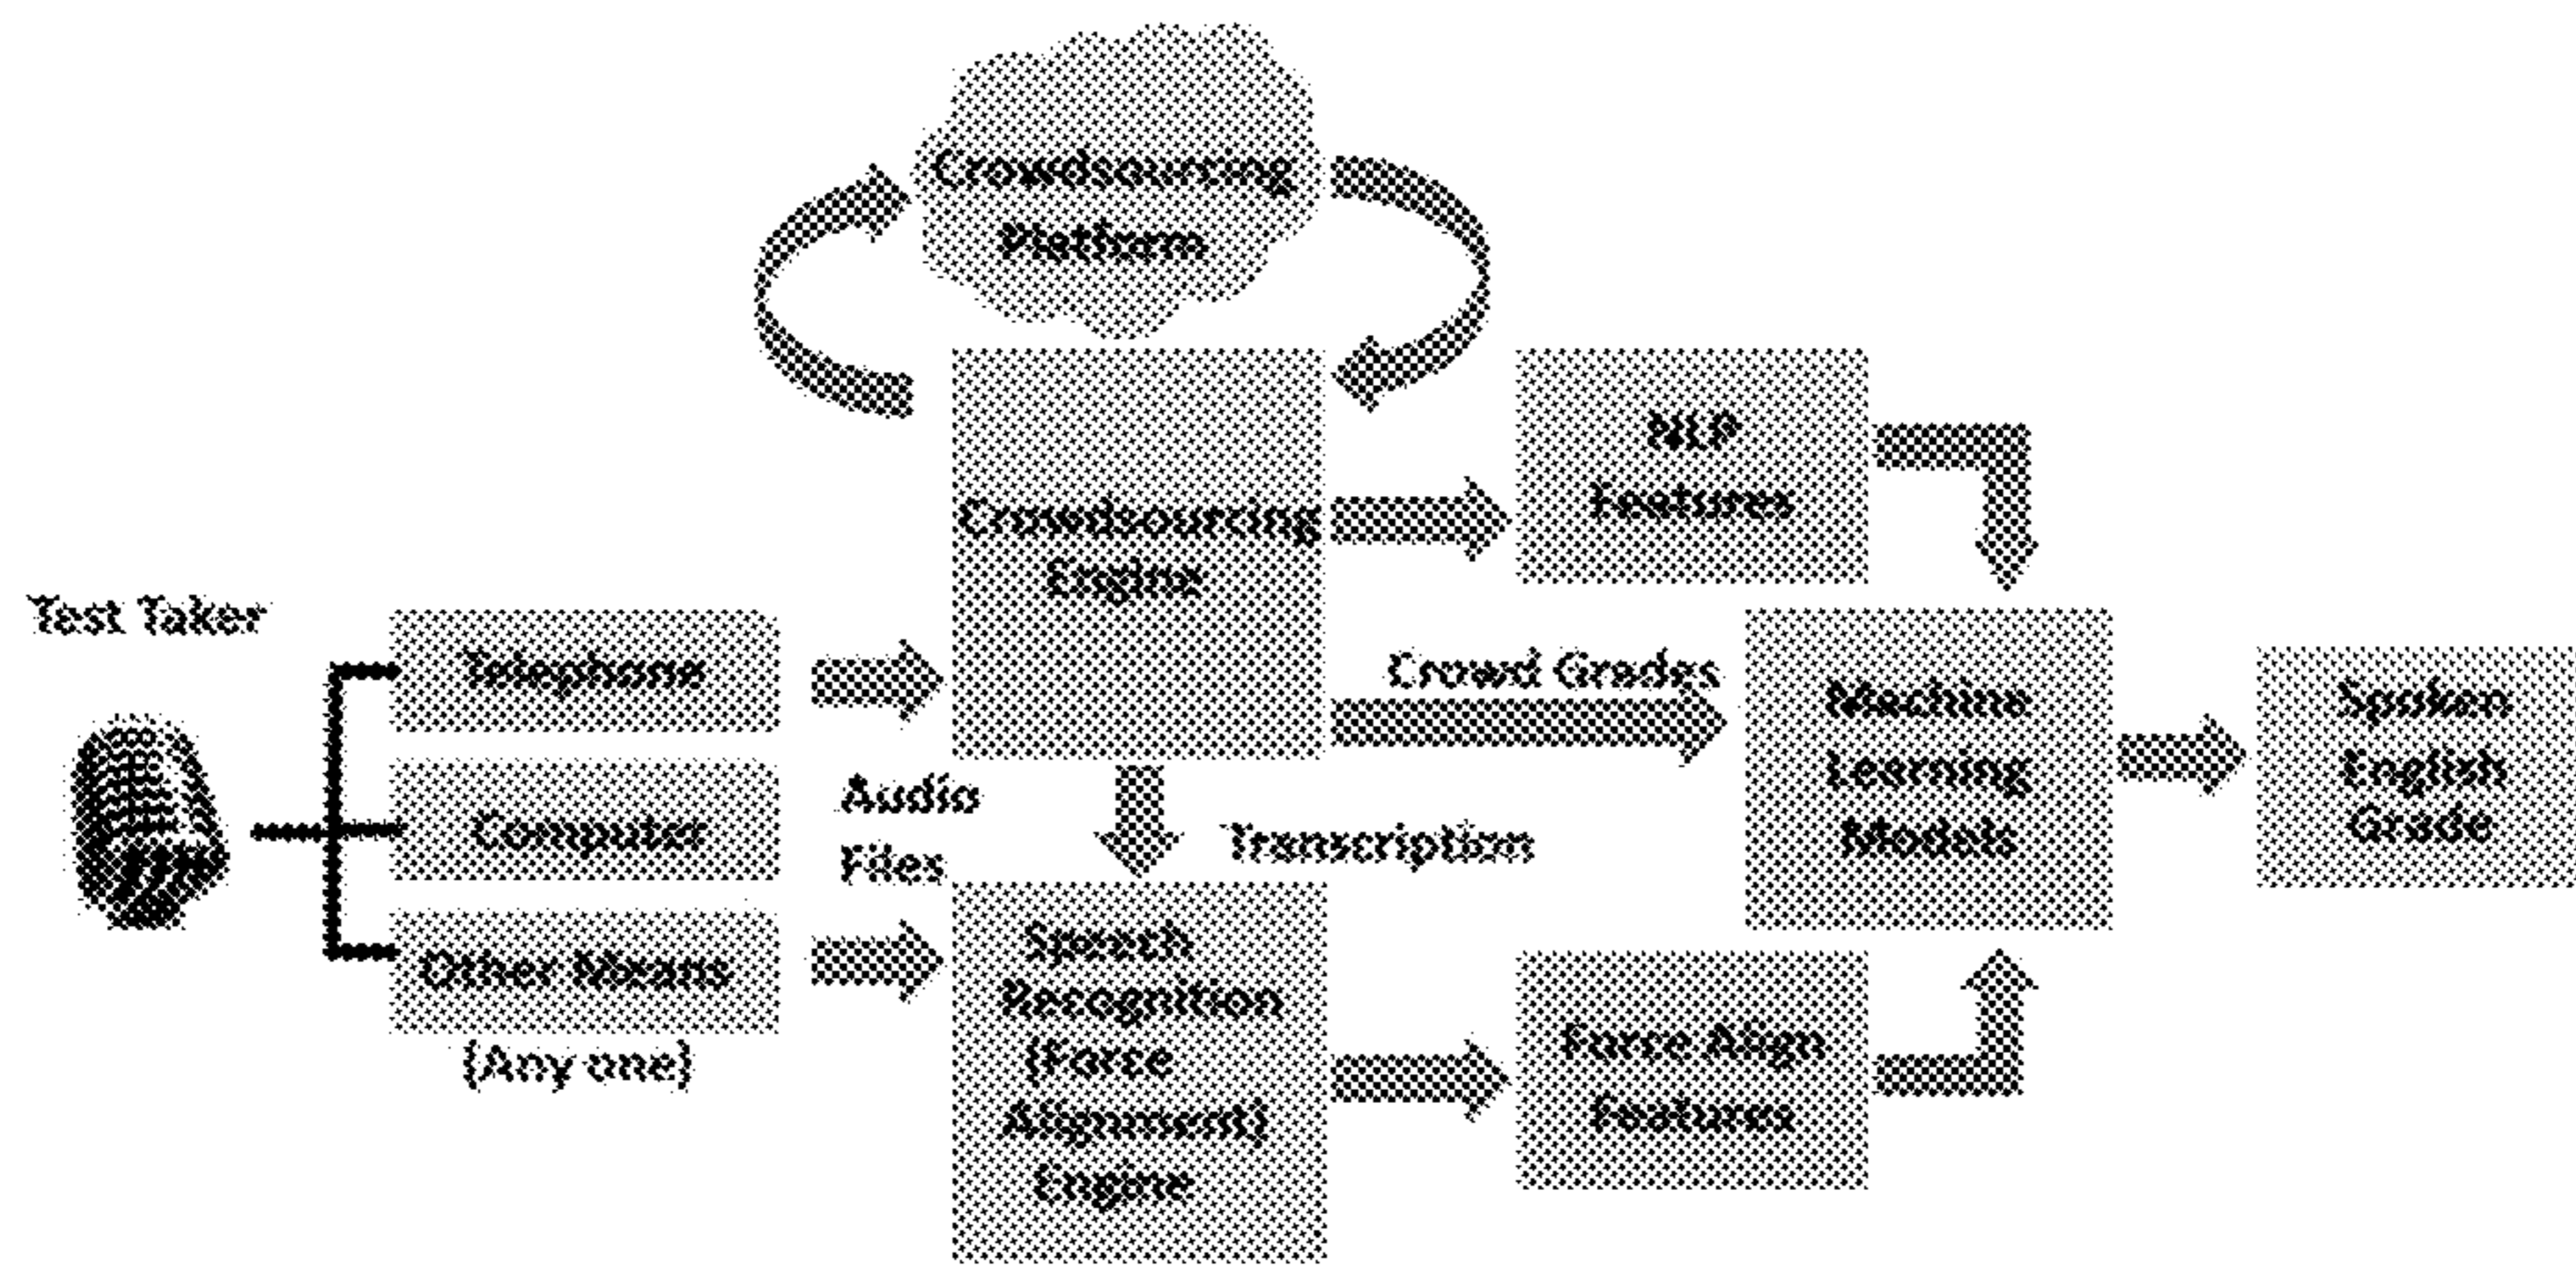 Crowdsourcing
Platform
NLP
Features
Crowdsourcing
Engine
Test Taker
Telephone
Crowd Grades
Machine
Learning
Models
Spoken
English
Grade
Audio
Files
Computer
Transcription
Other Means
(Any one)
Speech
Recognition
(Force
Alignment)
Engine
Force Align
Features